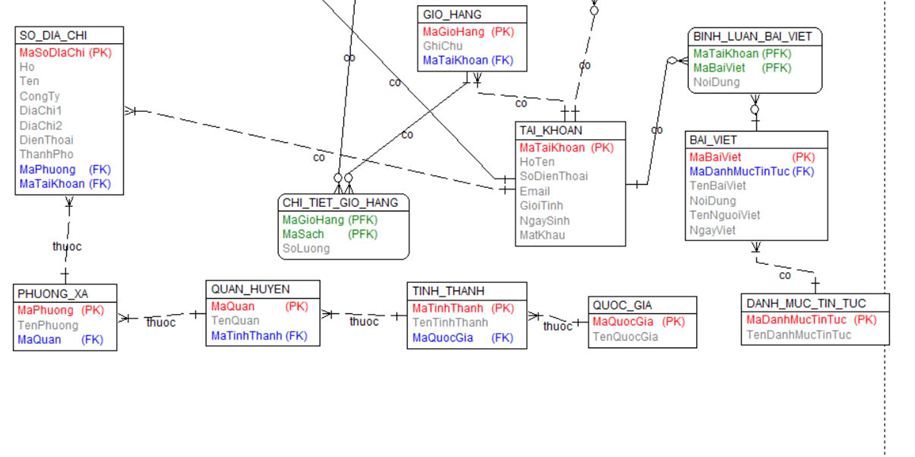 SO_DIA_CHI
MaSoDIaChi (PK)
Ho
Ten
CongTy
DiaChi1
DiaChi2
DienThoai
ThanhPho
MaPhuong (FK)
MaTaiKhoan (FK)
GIO_HANG
MaGioHang (PK)
GhiChu
MaTaiKhoan (FK)
BINH_LUAN_BAI_VIET
MaTaiKhoan (PFK)
MaBaiViet (PFK)
NoiDung
co
co
co
co
co
co
co
TAI_KHOAN
MaTaiKhoan (PK)
HoTen
SoDienThoai
Email
GioiTinh
NgaySinh
MatKhau
BAI_VIET
MaBaiViet (PK)
MaDanhMucTinTuc (FK)
TenBaiViet
NoiDung
TenNguoiViet
NgayViet
CHI_TIET_GIO_HANG
MaGioHang (PFK)
MaSach (PFK)
SoLuong
thuoc
co
PHUONG_XA
MaPhuong (PK)
TenPhuong
MaQuan (FK)
thuoc
QUAN_HUYEN
MaQuan (PK)
TenQuan
MaTinhThanh (FK)
thuoc
TINH_THANH
MaTinhThanh (PK)
TenTinhThanh
MaQuocGia (FK)
thuoc
QUOC_GIA
MaQuocGia (PK)
TenQuocGia
DANH_MUC_TIN_TUC
MaDanhMucTinTuc (PK)
TenDanhMucTinTuc